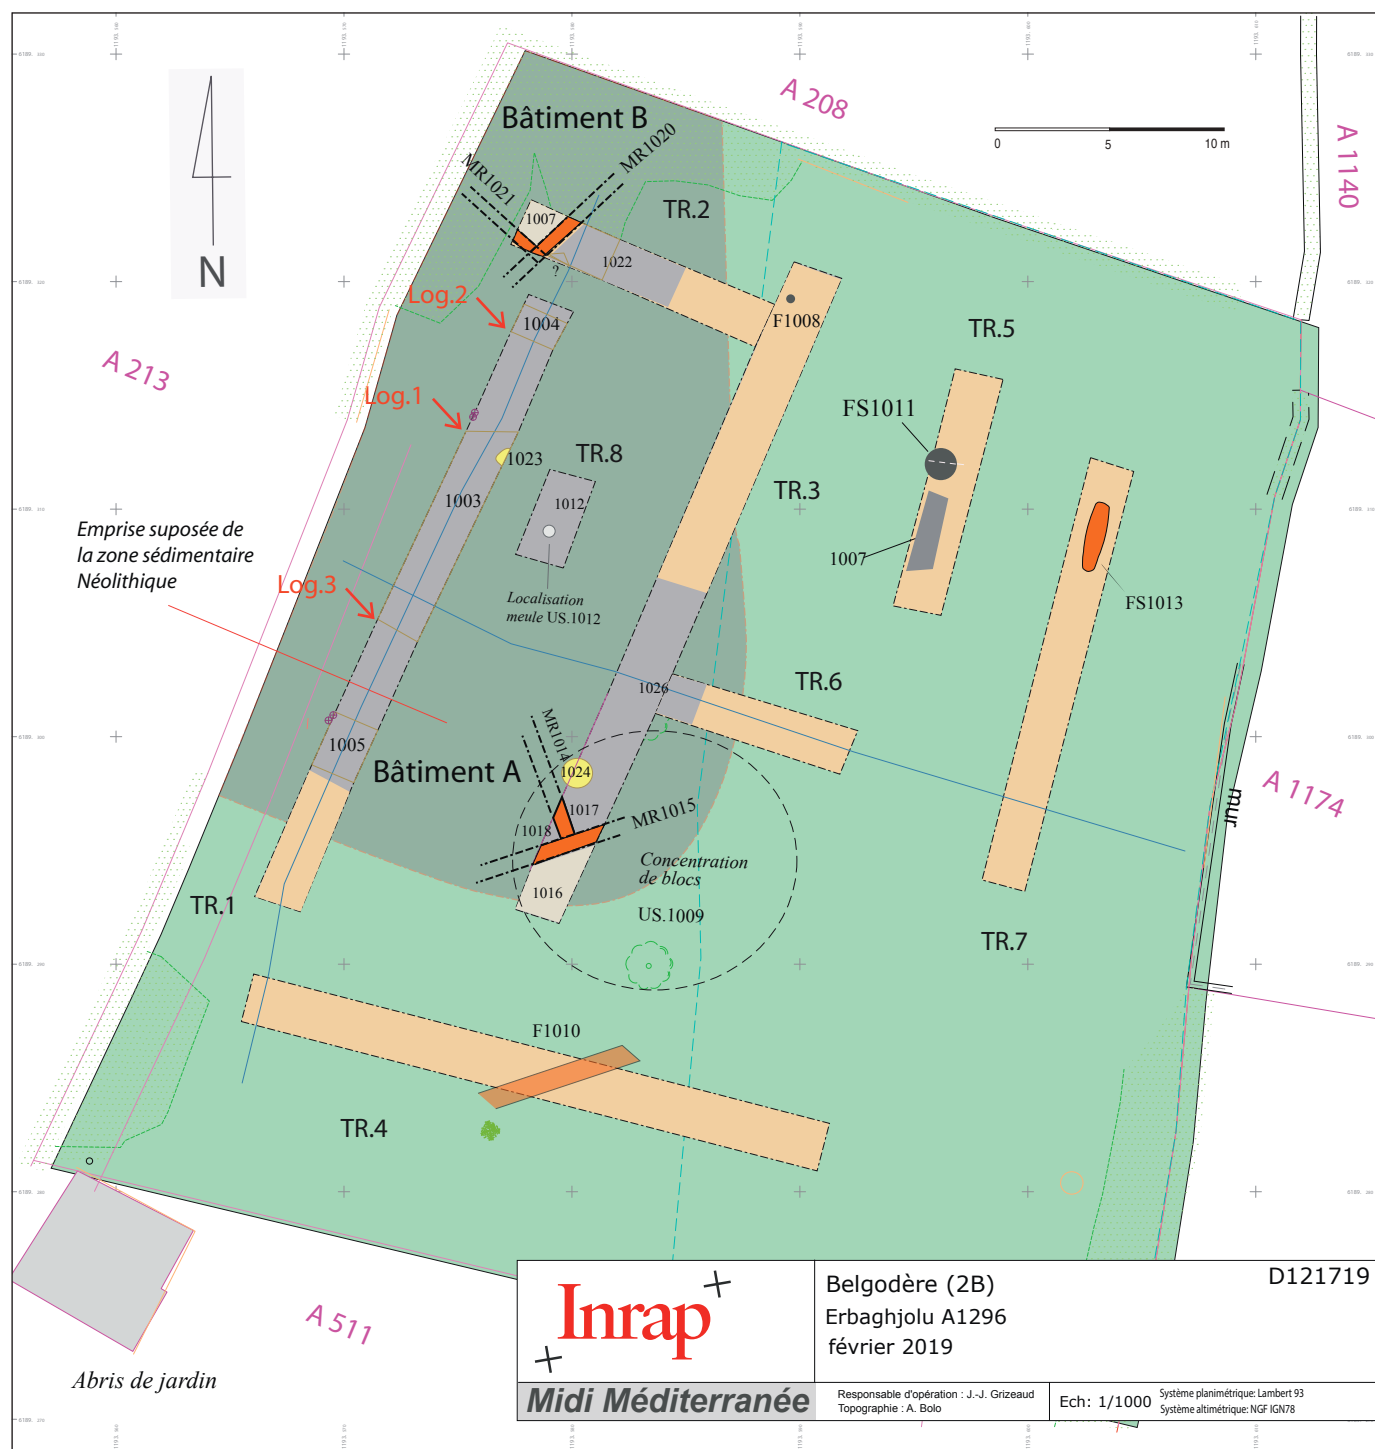 A 208
A 1140
Bâtiment B
0 5 10 m
MR1020
MR1021
TR.2
1007
1022
?
N
Log.2
1004
F1008
TR.5
A 213
Log.1
FS1011
1023
TR.8
1003
1012
TR.3
Emprise suposée de
la zone sédimentaire
Néolithique
1007
Log.3
Localisation
meule US.1012
FS1013
1026
TR.6
MR1014
1005
Bâtiment A
1024
A 1174
mur
1017
MR1015
1018
Concentration
de blocs
1016
US.1009
TR.1
TR.7
F1010
TR.4
A 511
Abris de jardin
Inrap
Midi Méditerranée
Belgodère (2B)
D121719
Erbaghjolu A1296
février 2019
Responsable d'opération : J.-J. Grizeaud
Topographie : A. Bolo
Ech: 1/1000
Système planimétrique: Lambert 93
Système altimétrique: NGF IGN78